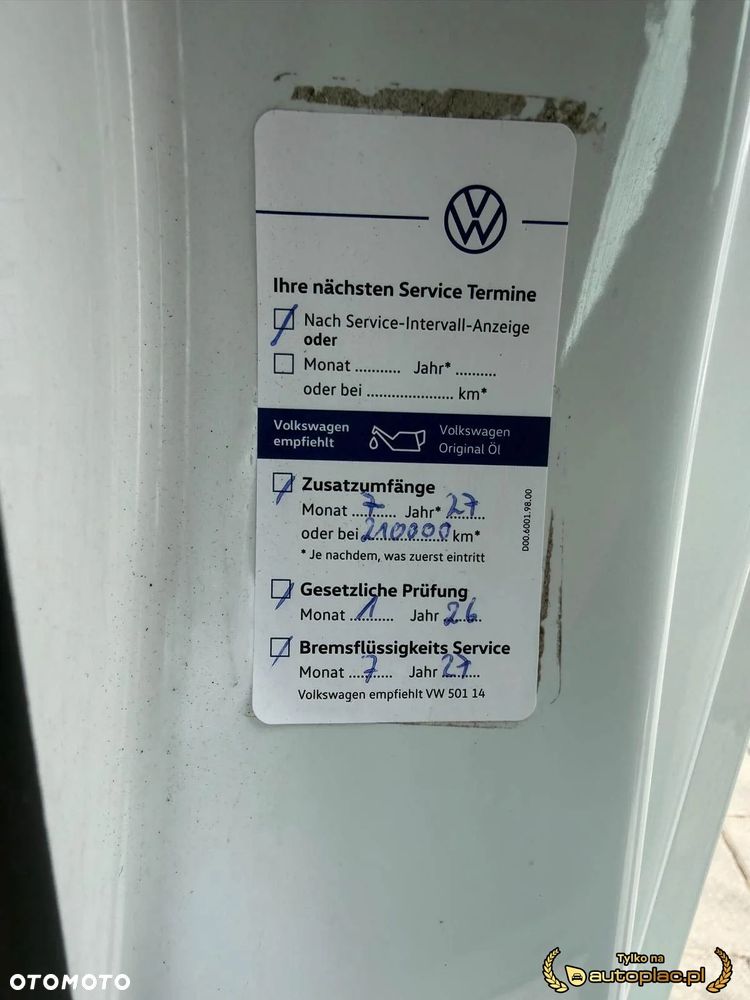 Ihre nächsten Service Termine
Nach Service-Intervall-Anzeige
oder
Monat ........... Jahr* ..........
oder bei ..................... km*
Volkswagen
empfiehlt
Volkswagen
Original Öl
Zusatzumfänge
Monat ...7...... Jahr* 27
oder bei 210000 km*
* Je nachdem, was zuerst eintritt
D00.6001.98.00
Gesetzliche Prüfung
Monat ...1...... Jahr 26
Bremsflüssigkeits Service
Monat ...7...... Jahr 27
Volkswagen empfiehlt VW 501 14
OTOMOTO
Tylko na
autoplac.pl